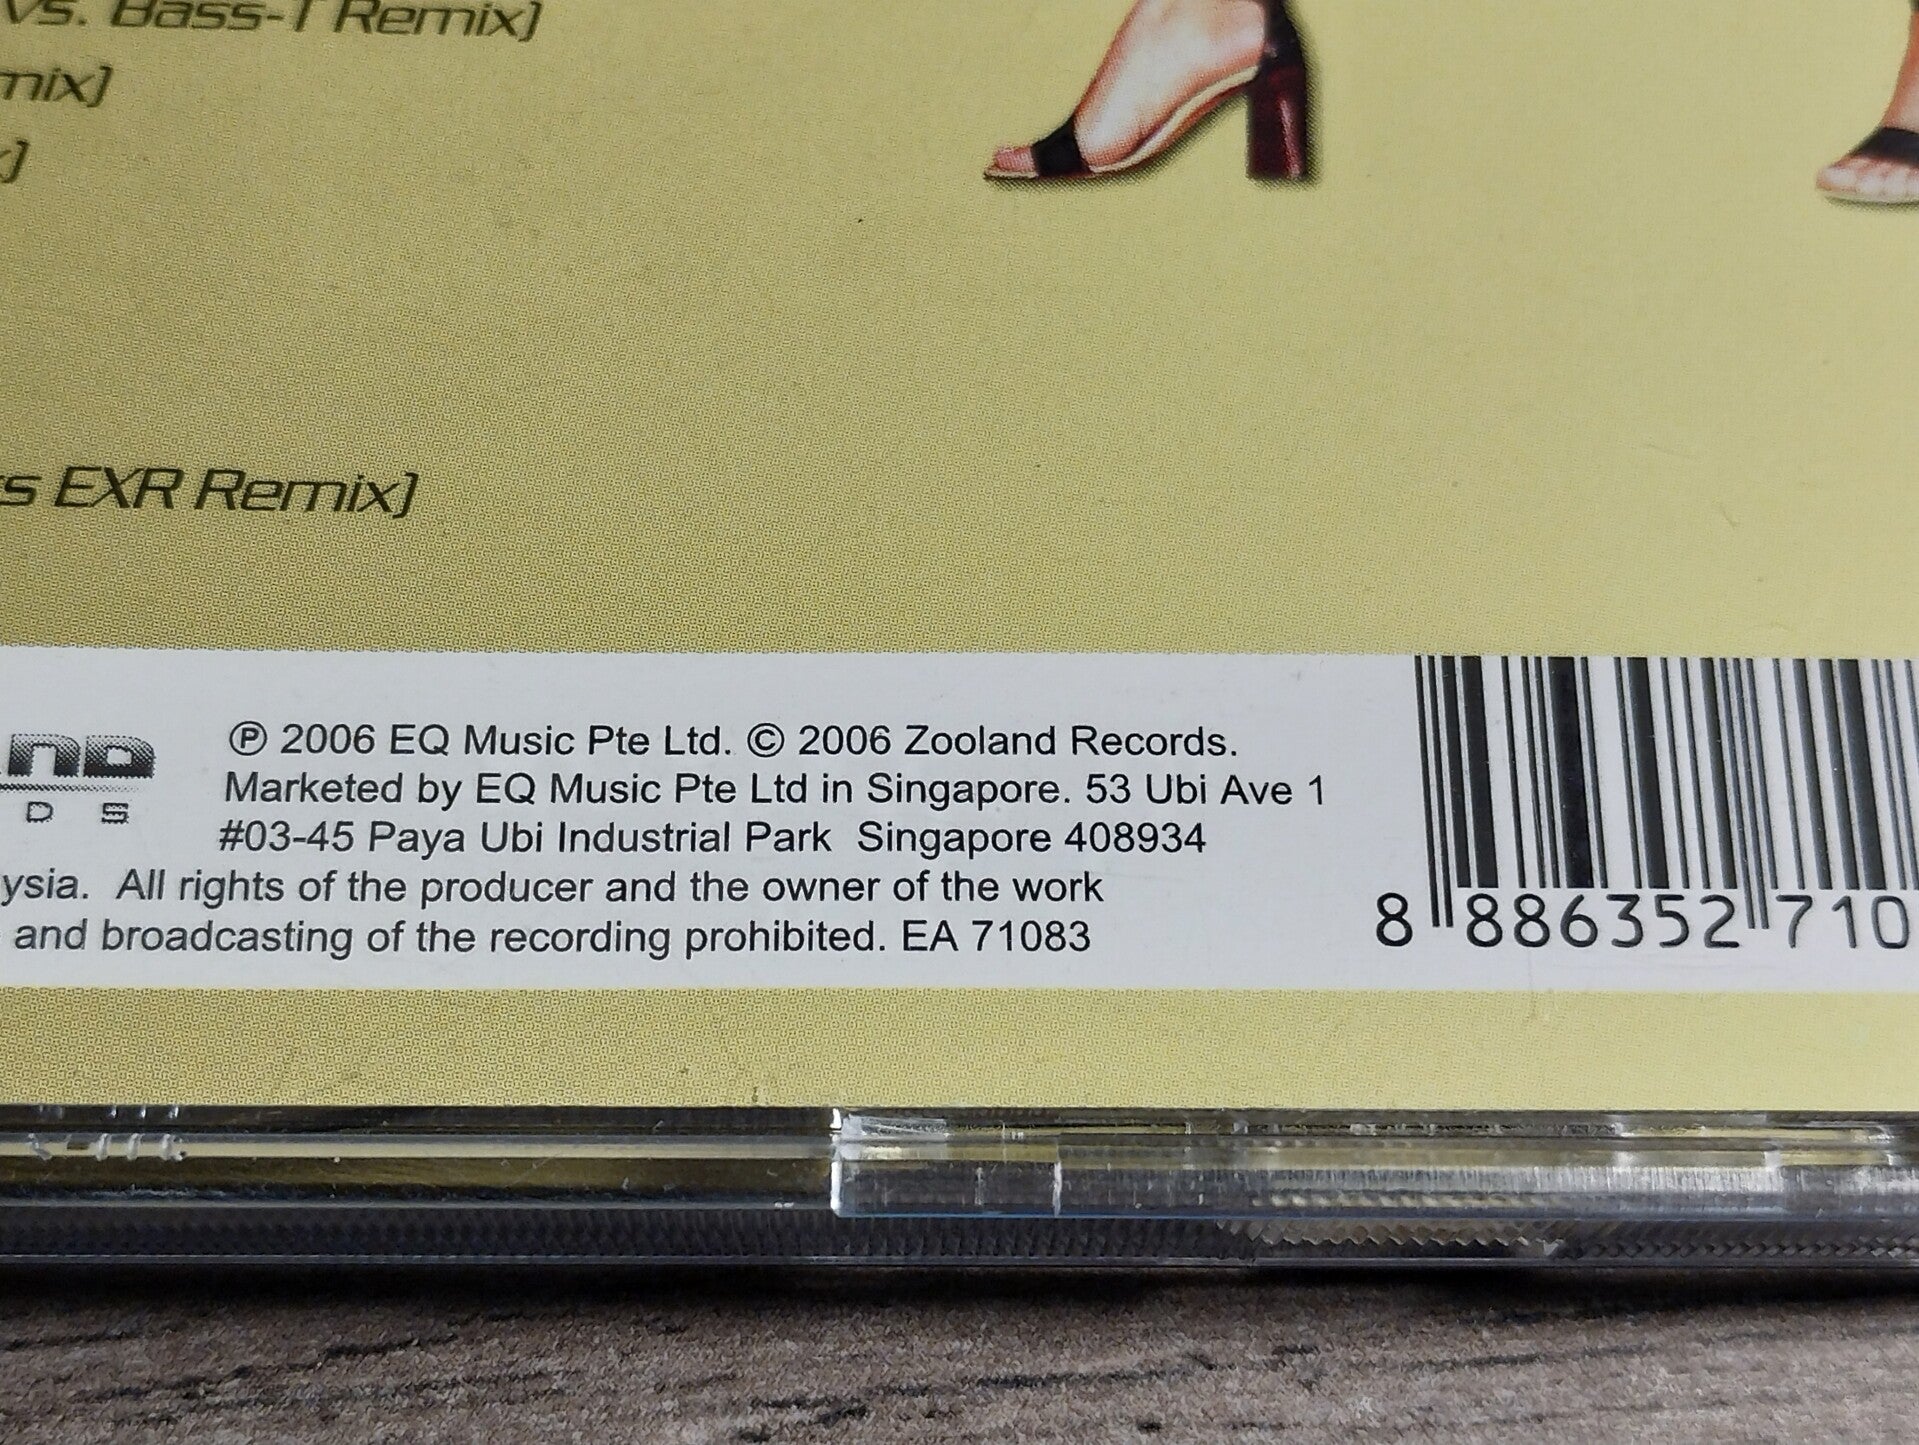 vs. Bass-T Remix]
mix]
EXR Remix]
Ⓟ 2006 EQ Music Pte Ltd. © 2006 Zooland Records.
Marketed by EQ Music Pte Ltd in Singapore. 53 Ubi Ave 1
#03-45 Paya Ubi Industrial Park Singapore 408934
ysia. All rights of the producer and the owner of the work
and broadcasting of the recording prohibited. EA 71083
8 886352 710